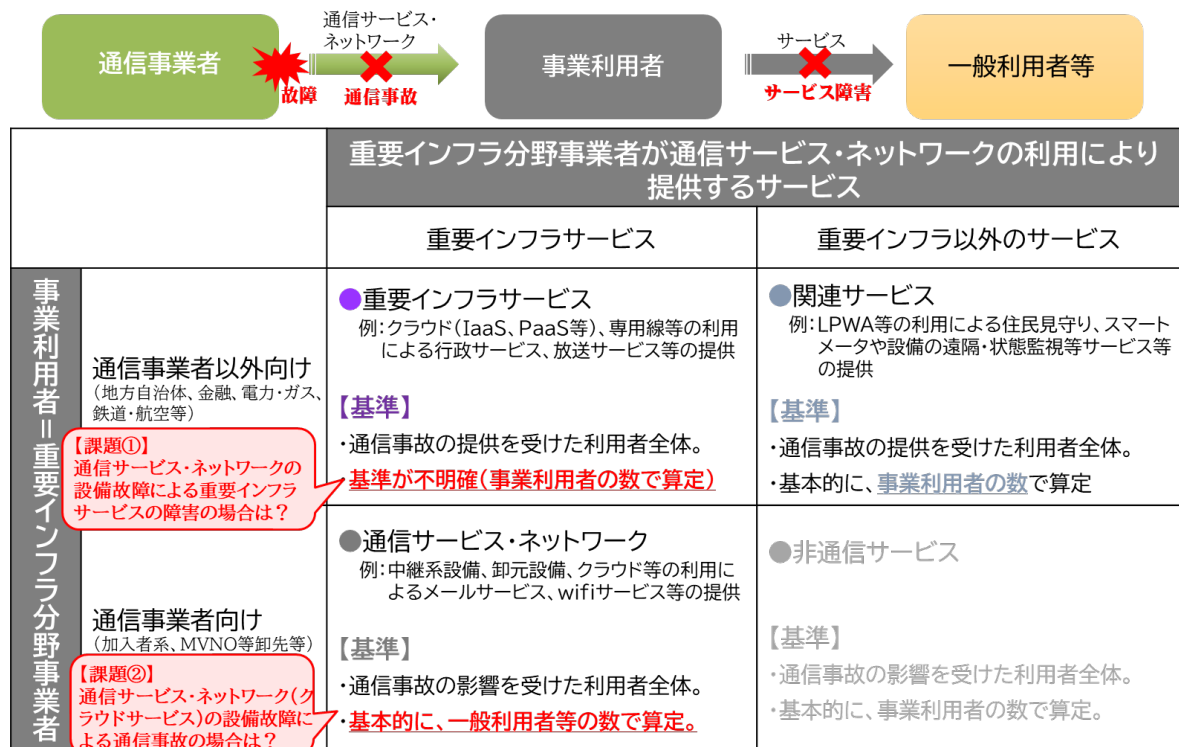 通信サービス・
ネットワーク
通信事業者
故障
通信事故
事業利用者
サービス
サービス障害
一般利用者等
重要インフラ分野事業者が通信サービス・ネットワークの利用により
提供するサービス
重要インフラサービス
重要インフラ以外のサービス
事業利用者＝重要インフラ分野事業者
通信事業者以外向け
（地方自治体、金融、電力・ガス、
鉄道・航空等）
【課題①】
通信サービス・ネットワークの
設備故障による重要インフラ
サービスの障害の場合は？
●重要インフラサービス
例：クラウド（IaaS、PaaS等）、専用線等の利用
による行政サービス、放送サービス等の提供
【基準】
・通信事故の提供を受けた利用者全体。
・基準が不明確（事業利用者の数で算定）
●関連サービス
例：LPWA等の利用による住民見守り、スマート
メータや設備の遠隔・状態監視等サービス等
の提供
【基準】
・通信事故の提供を受けた利用者全体。
・基本的に、事業利用者の数で算定
通信事業者向け
（加入者系、MVNO等卸先等）
【課題②】
通信サービス・ネットワーク（ク
ラウドサービス）の設備故障に
よる通信事故の場合は？
●通信サービス・ネットワーク
例：中継系設備、卸元設備、クラウド等の利用に
よるメールサービス、wifiサービス等の提供
【基準】
・通信事故の影響を受けた利用者全体。
・基本的に、一般利用者等の数で算定。
●非通信サービス
【基準】
・通信事故の影響を受けた利用者全体。
・基本的に、事業利用者の数で算定。